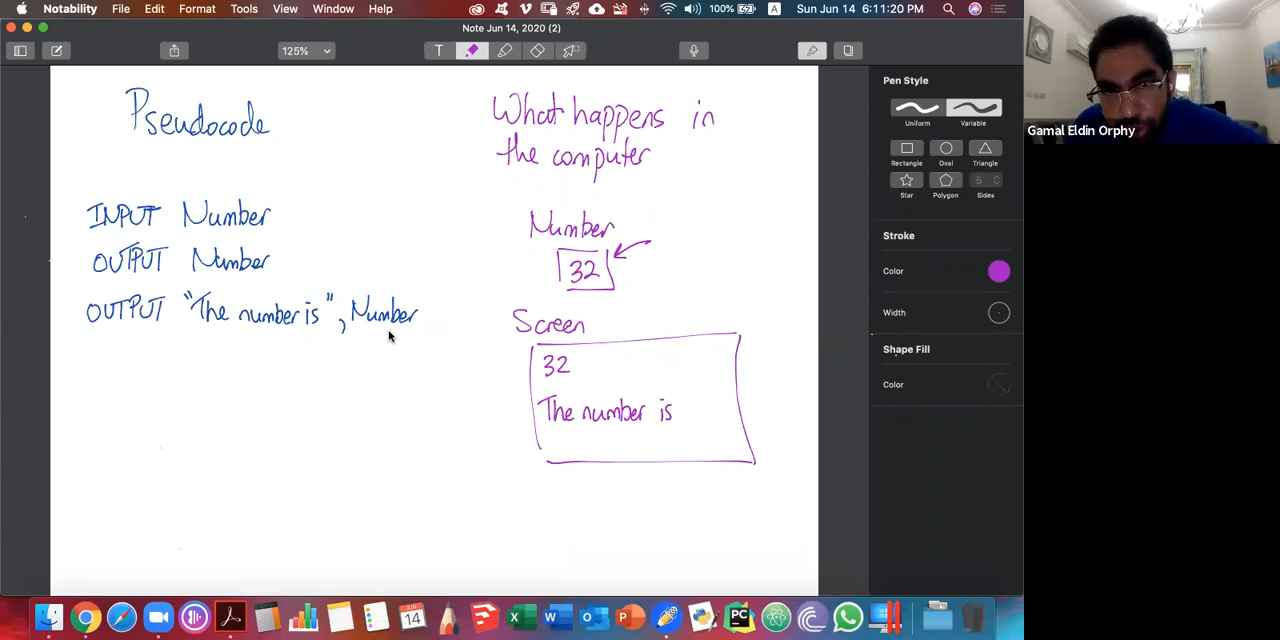 Notability File Edit Format Tools View Window Help 100% A Sun Jun 14 6:11:20 PM
Note Jun 14, 2020 (2)
125% T
Pen Style
Uniform Variable
Rectangle Oval Triangle
5
Star Polygon Sides
Stroke
Color
Width
Shape Fill
Color
Gamal Eldin Orphy
Pseudocode
INPUT Number
OUTPUT Number
OUTPUT "The number is", Number
What happens in
the computer
Number
32
Screen
32
The number is
14 X W P PC